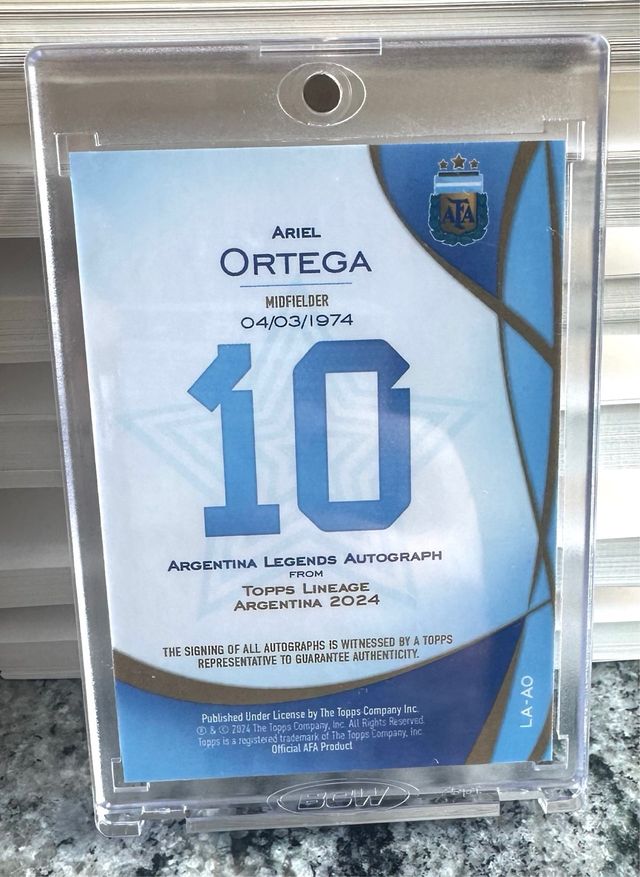 AFA
ARIEL
ORTEGA
MIDFIELDER
04/03/1974
10
ARGENTINA LEGENDS AUTOGRAPH
FROM
TOPPS LINEAGE
ARGENTINA 2024
THE SIGNING OF ALL AUTOGRAPHS IS WITNESSED BY A TOPPS
REPRESENTATIVE TO GUARANTEE AUTHENTICITY.
Published Under License by The Topps Company Inc.
℗ & © 2024 The Topps Company, Inc. All Rights Reserved.
Topps is a registered trademark of The Topps Company, Inc.
Official AFA Product
LA-AO
BCW